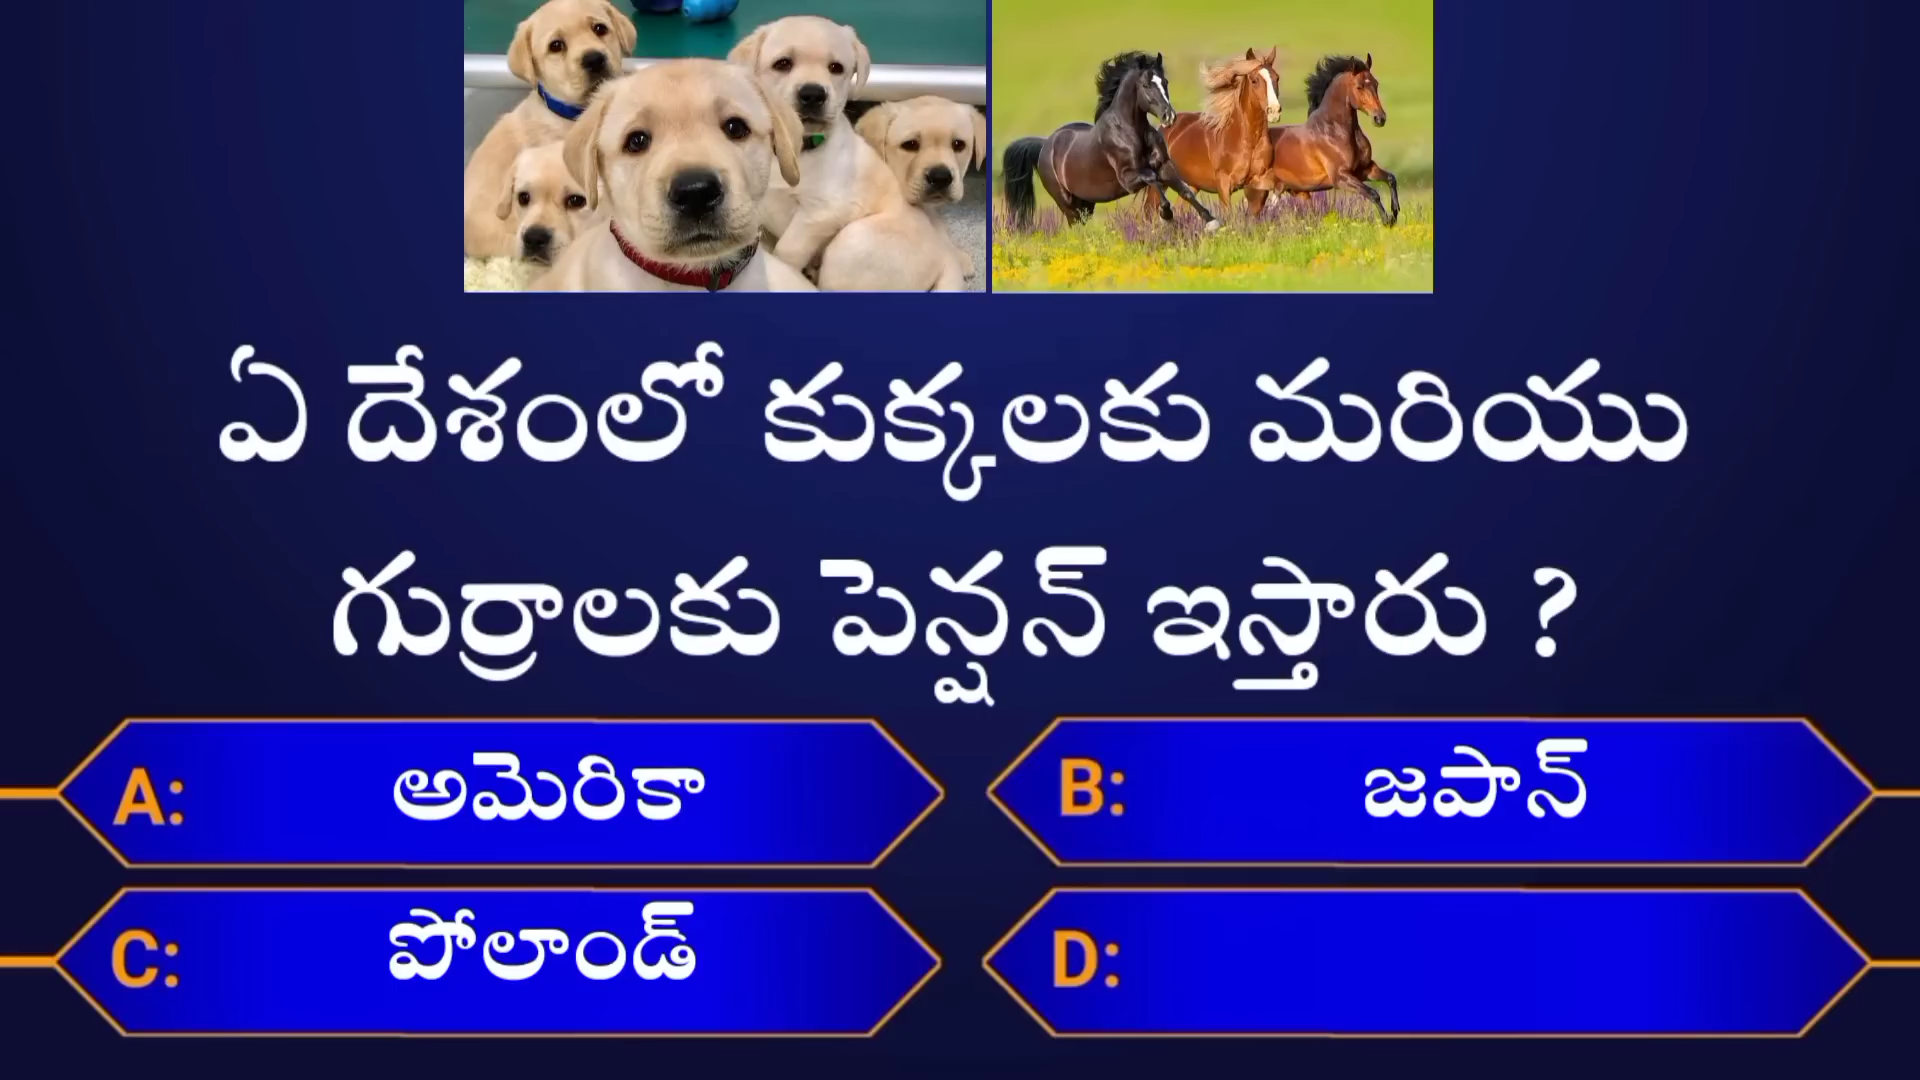 ఏ దేశంలో కుక్కలకు మరియు
గుర్రాలకు పెన్షన్ ఇస్తారు ?
A: అమెరికా
B: జపాన్
C: పోలాండ్
D: